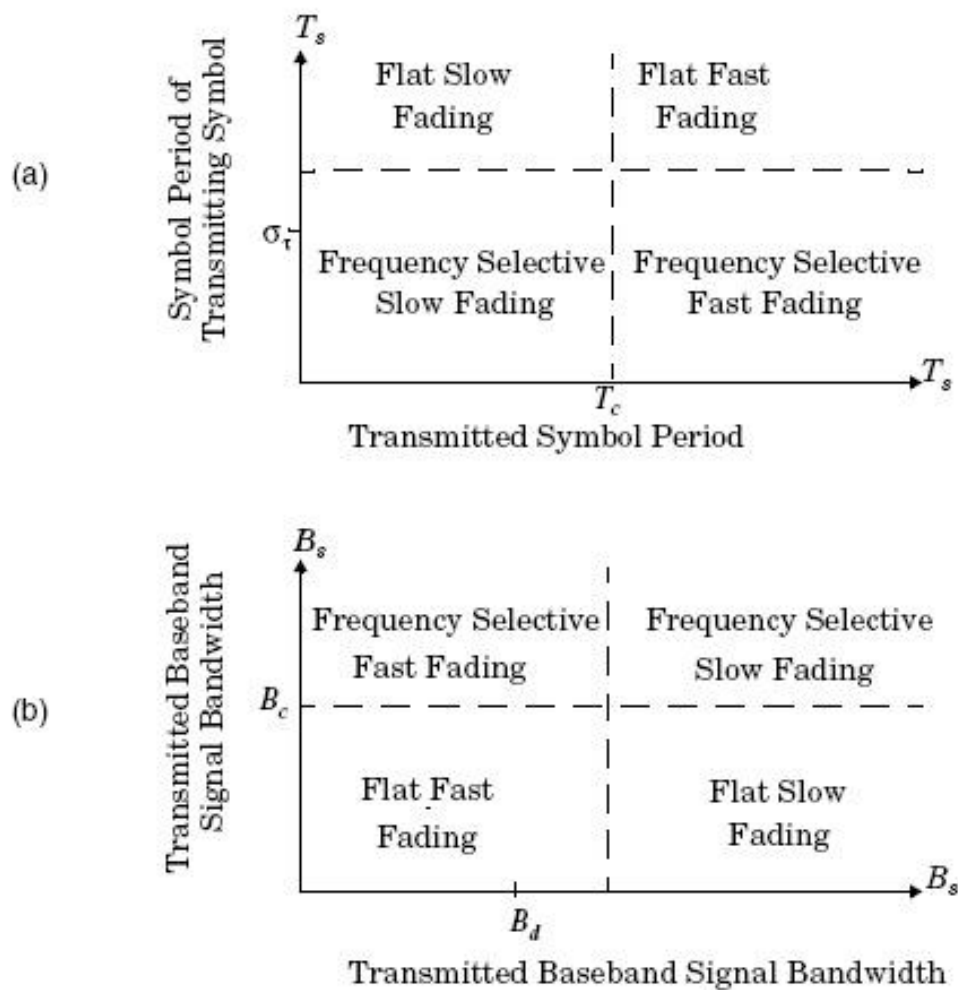 T_s
Flat Slow
Fading
Flat Fast
Fading
(a)
Symbol Period of
Transmitting Symbol
σ_τ
Frequency Selective
Slow Fading
Frequency Selective
Fast Fading
T_s
T_c
Transmitted Symbol Period
B_s
Frequency Selective
Fast Fading
Frequency Selective
Slow Fading
(b)
Transmitted Baseband
Signal Bandwidth
B_c
Flat Fast
Fading
Flat Slow
Fading
B_s
B_d
Transmitted Baseband Signal Bandwidth